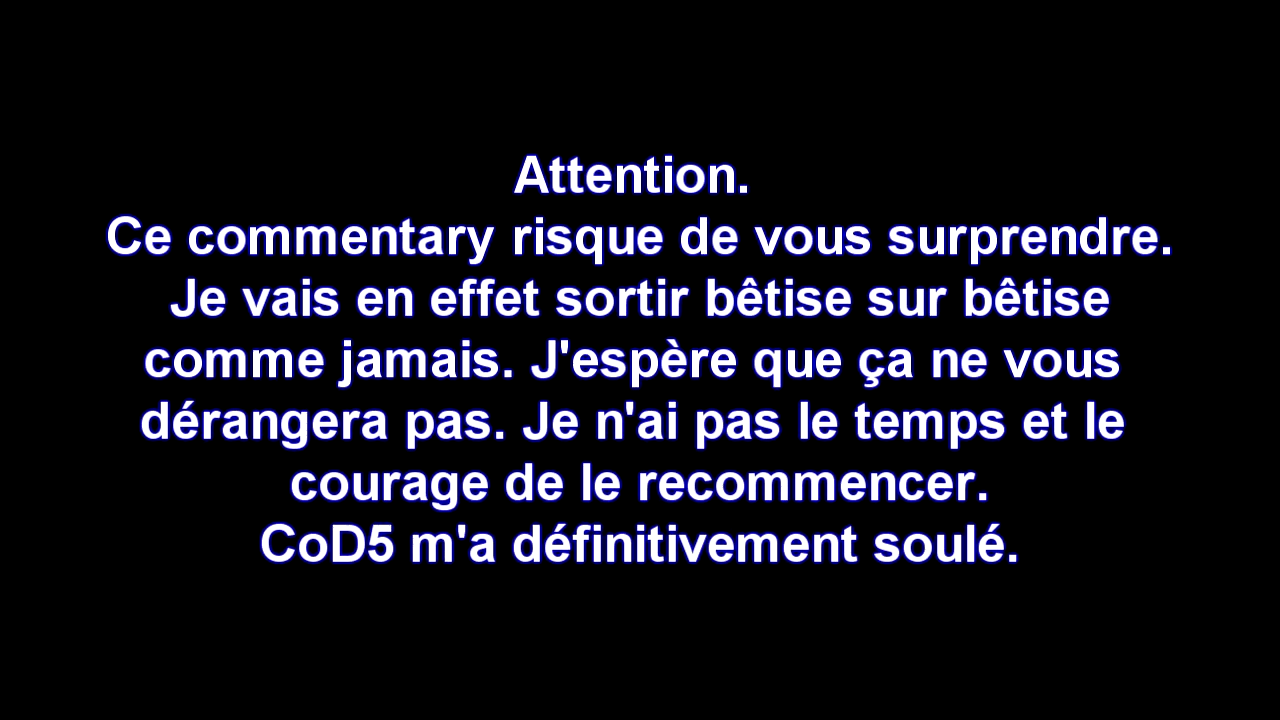 Attention.
Ce commentary risque de vous surprendre.
Je vais en effet sortir bêtise sur bêtise
comme jamais. J'espère que ça ne vous
dérangera pas. Je n'ai pas le temps et le
courage de le recommencer.
CoD5 m'a définitivement soulé.